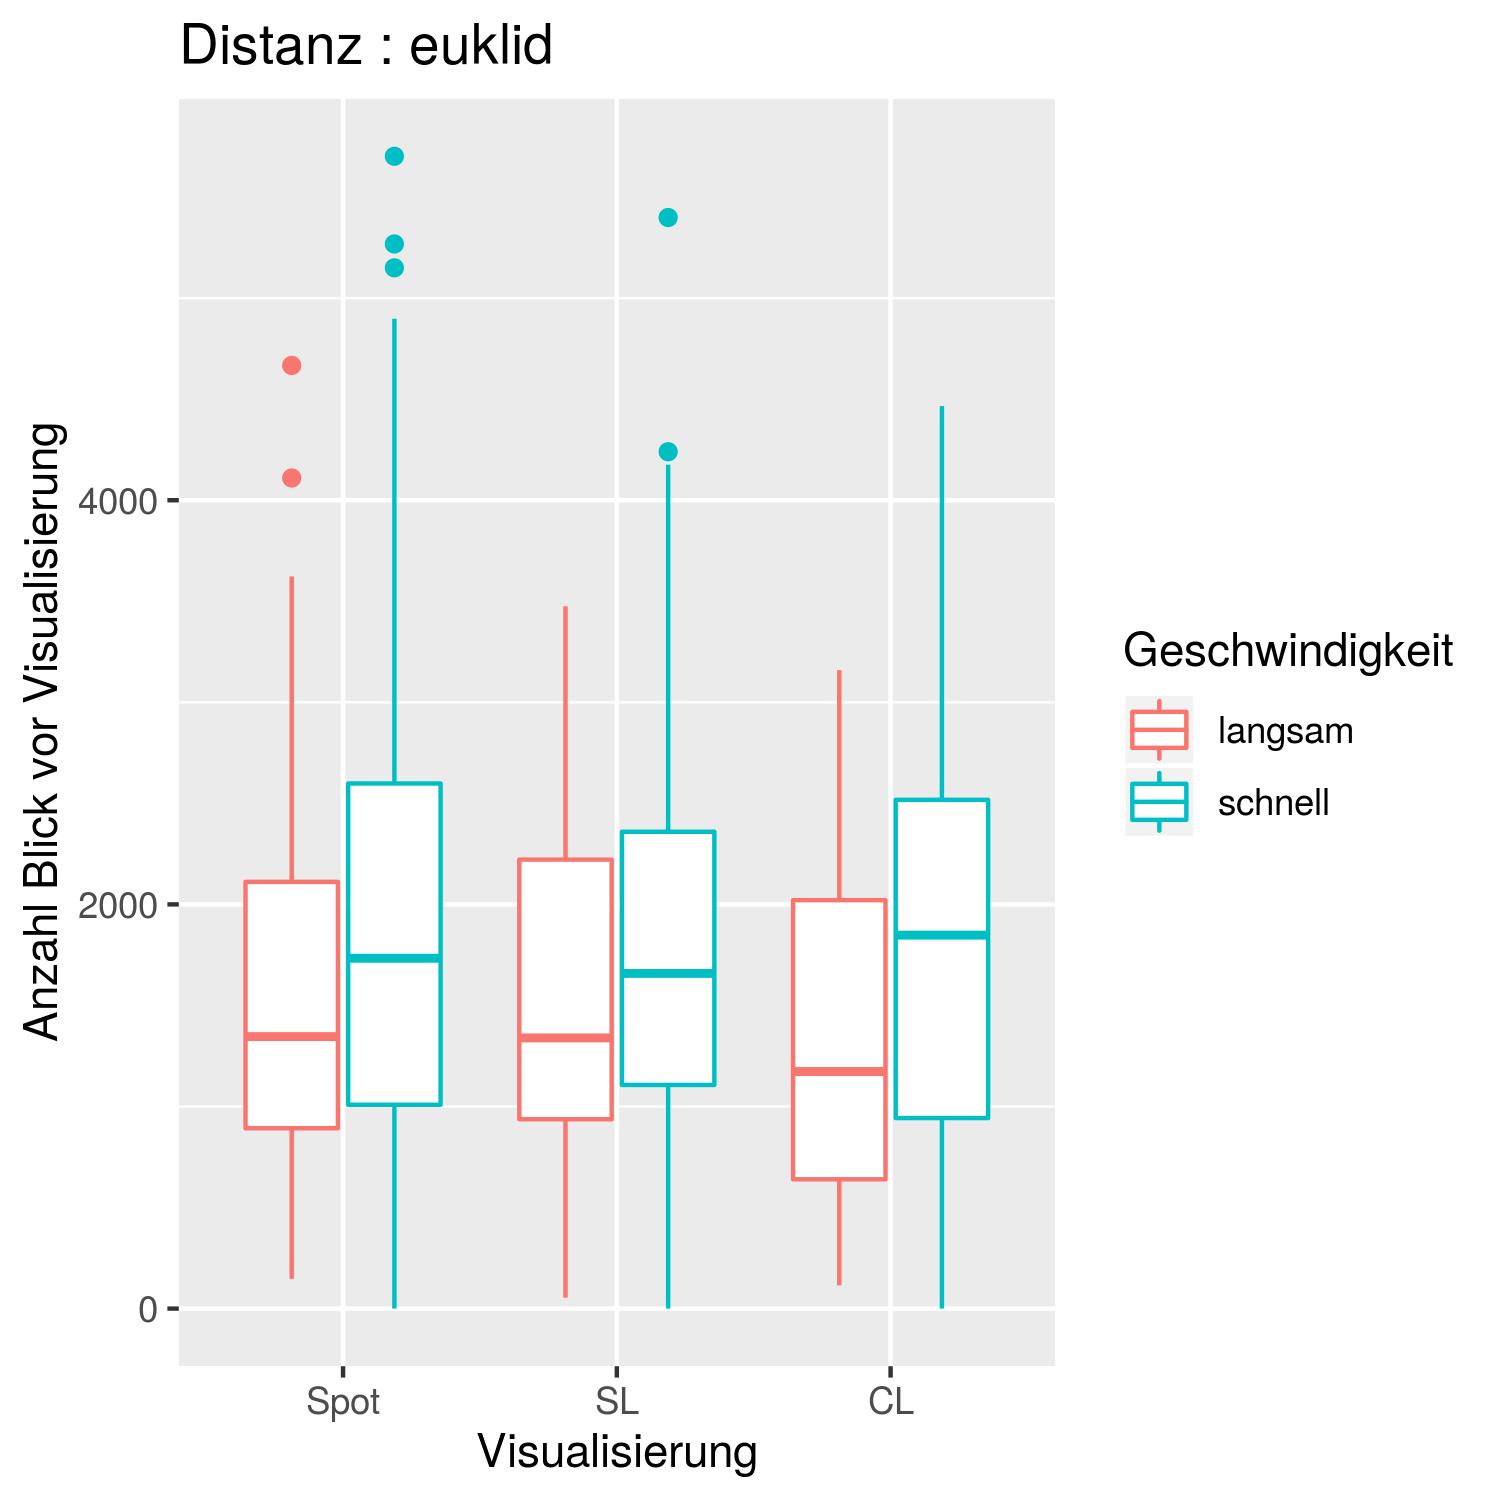 Distanz : euklid
Anzahl Blick vor Visualisierung
4000
2000
0
Spot
SL
CL
Visualisierung
Geschwindigkeit
langsam
schnell